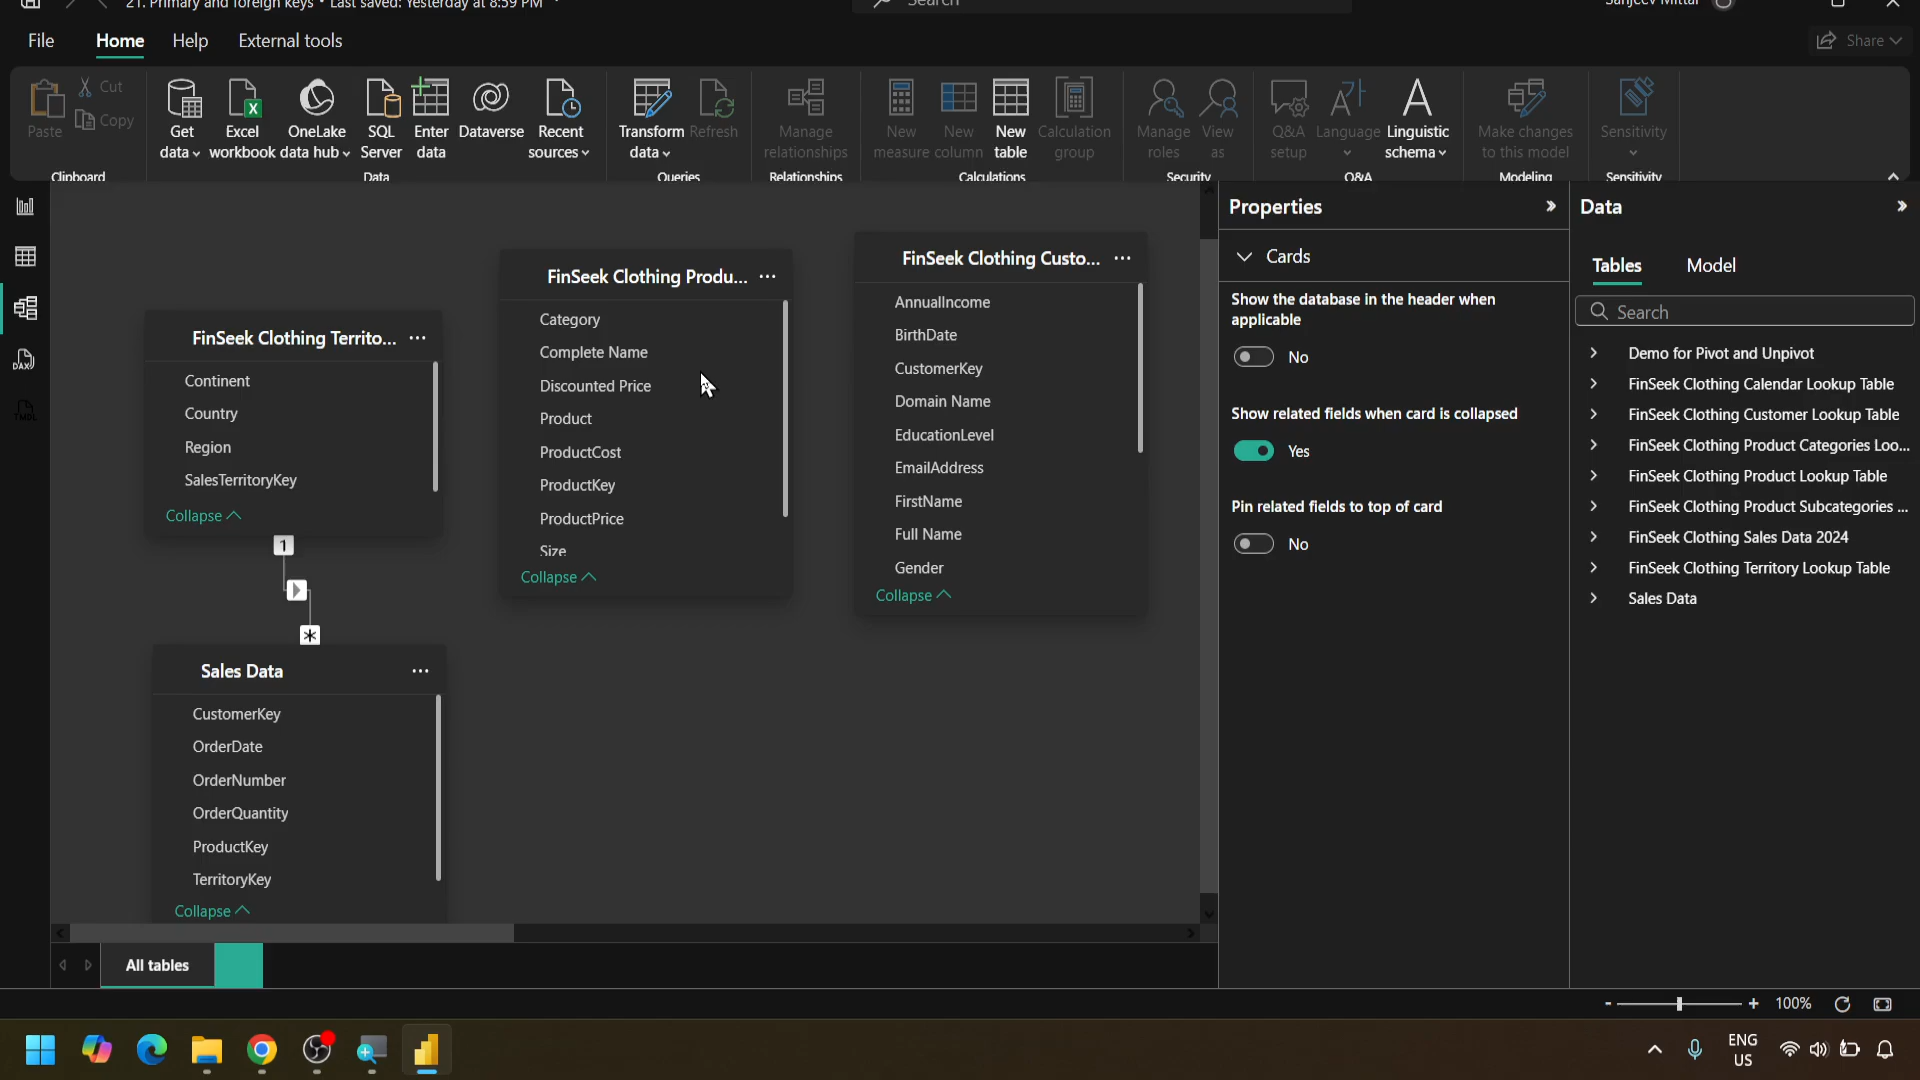 21. Primary and foreign keys • Last saved: Yesterday at 8:59 PM
Search
Sanjeev Mittal
File
Home
Help
External tools
Share
Paste
Cut
Copy
Clipboard
Get
data
Excel
workbook
OneLake
data hub
SQL
Server
Enter
data
Dataverse
Recent
sources
Data
Transform
data
Refresh
Queries
Manage
relationships
Relationships
New
measure
New
column
New
table
Calculation
group
Calculations
Manage
roles
View
as
Security
Q&A
setup
Language
Linguistic
schema
Q&A
Make changes
to this model
Modeling
Sensitivity
Sensitivity
DAX
TMDL
FinSeek Clothing Territo... ...
Continent
Country
Region
SalesTerritoryKey
Collapse
1
*
Sales Data ...
CustomerKey
OrderDate
OrderNumber
OrderQuantity
ProductKey
TerritoryKey
Collapse
FinSeek Clothing Produ... ...
Category
Complete Name
Discounted Price
Product
ProductCost
ProductKey
ProductPrice
Size
Collapse
FinSeek Clothing Custo... ...
AnnualIncome
BirthDate
CustomerKey
Domain Name
EducationLevel
EmailAddress
FirstName
Full Name
Gender
Collapse
Properties
Cards
Show the database in the header when
applicable
No
Show related fields when card is collapsed
Yes
Pin related fields to top of card
No
Data
Tables
Model
Search
Demo for Pivot and Unpivot
FinSeek Clothing Calendar Lookup Table
FinSeek Clothing Customer Lookup Table
FinSeek Clothing Product Categories Loo...
FinSeek Clothing Product Lookup Table
FinSeek Clothing Product Subcategories ...
FinSeek Clothing Sales Data 2024
FinSeek Clothing Territory Lookup Table
Sales Data
All tables
- + 100%
ENG
US